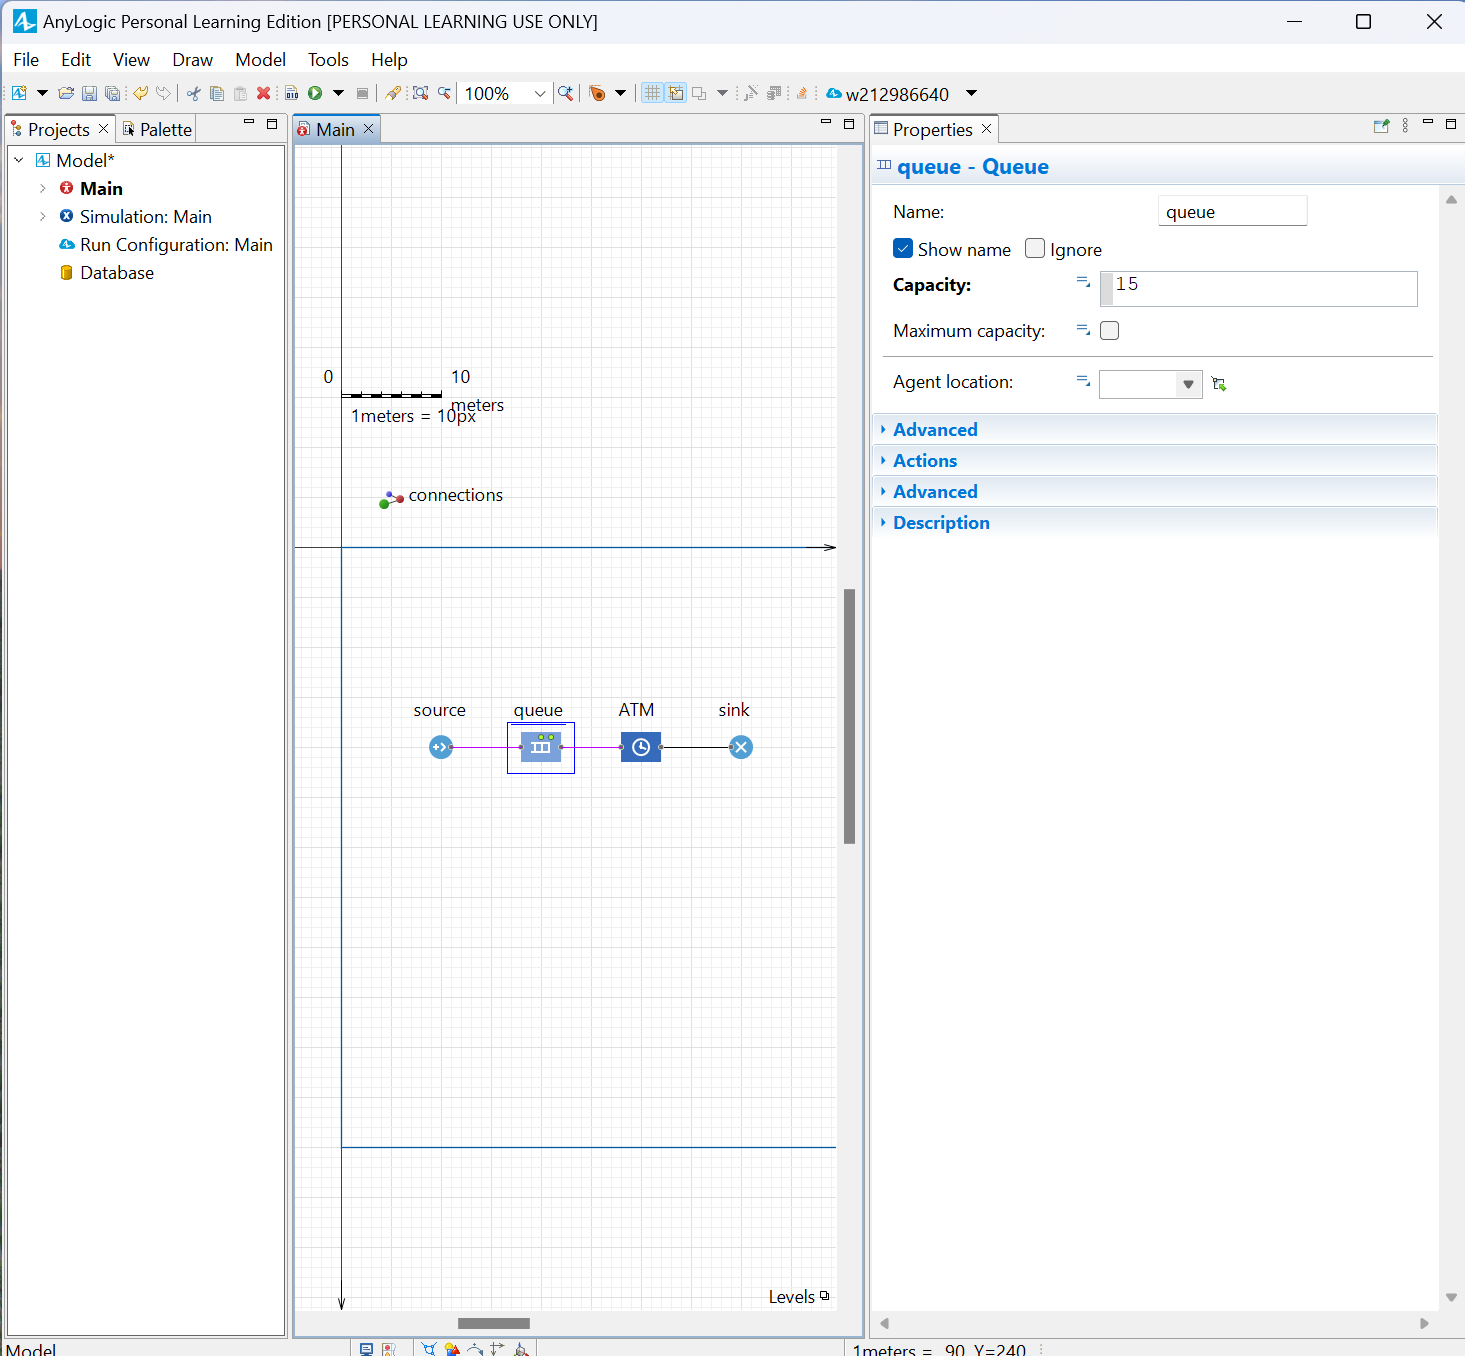 AnyLogic Personal Learning Edition [PERSONAL LEARNING USE ONLY]
File Edit View Draw Model Tools Help
100%
w212986640
Projects
Palette
Model*
Main
Simulation: Main
Run Configuration: Main
Database
Main
0 10
meters
1meters = 10px
connections
source queue ATM sink
Levels
Properties
queue - Queue
Name: queue
Show name Ignore
Capacity: 15
Maximum capacity:
Agent location:
Advanced
Actions
Advanced
Description
Model
1meters = 90, Y=240